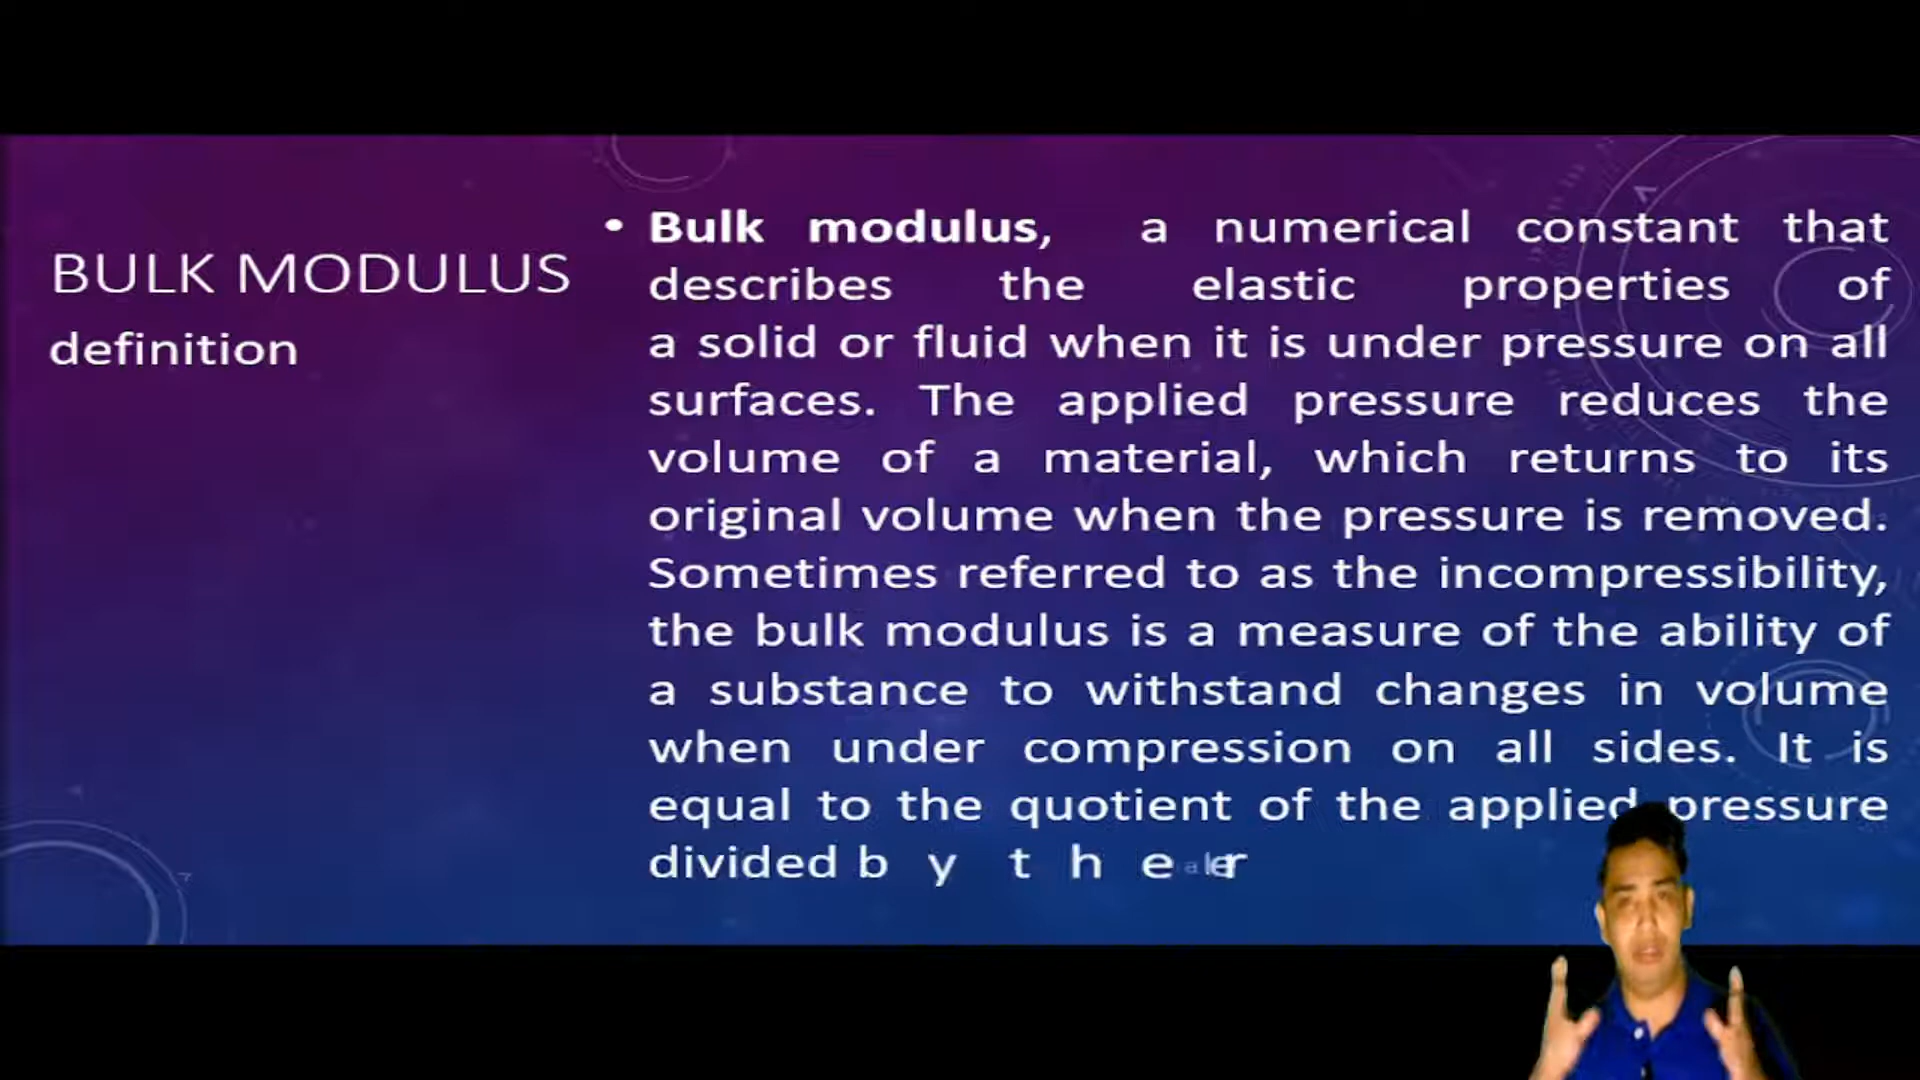 BULK MODULUS
definition
• Bulk modulus, a numerical constant that
describes the elastic properties of
a solid or fluid when it is under pressure on all
surfaces. The applied pressure reduces the
volume of a material, which returns to its
original volume when the pressure is removed.
Sometimes referred to as the incompressibility,
the bulk modulus is a measure of the ability of
a substance to withstand changes in volume
when under compression on all sides. It is
equal to the quotient of the applied pressure
divided b y t h e